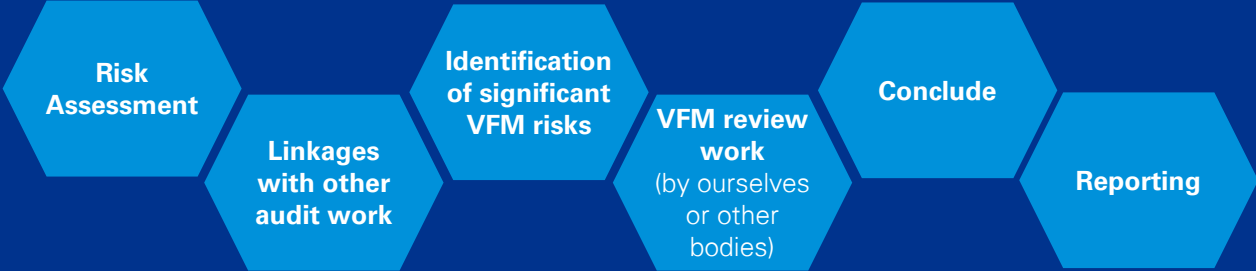 Risk
Assessment
Linkages
with other
audit work
Identification
of significant
VFM risks
VFM review
work
(by ourselves
or other
bodies)
Conclude
Reporting